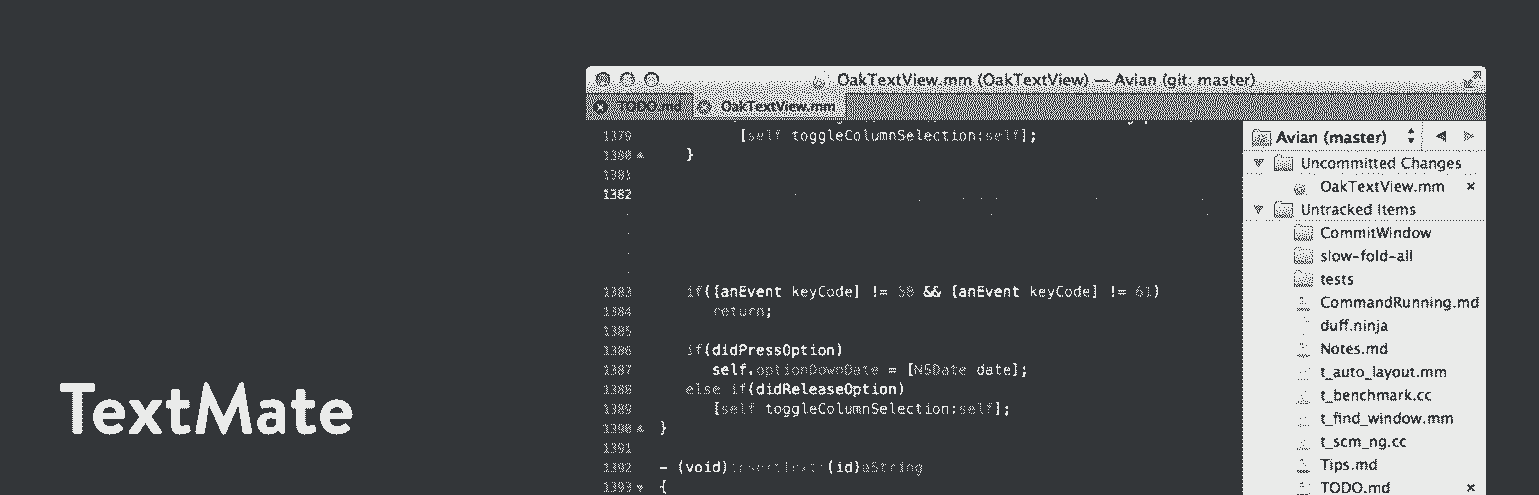 OakTextView.mm (OakTextView) — Avian (git: master)
TODO.md OakTextView.mm
1379 [self toggleColumnSelection:self];
1380 }
1381
1382
1383 if([anEvent keyCode] != 58 && [anEvent keyCode] != 61)
1384 return;
1385
1386 if(didPressOption)
1387 self.optionDownDate = [NSDate date];
1388 else if(didReleaseOption)
1389 [self toggleColumnSelection:self];
1390 }
1391
1392 - (void)insertText:(id)aString
1393 {
Avian (master)
Uncommitted Changes
OakTextView.mm
Untracked Items
CommitWindow
slow-fold-all
tests
CommandRunning.md
duff.ninja
Notes.md
t_auto_layout.mm
t_benchmark.cc
t_find_window.mm
t_scm_ng.cc
Tips.md
TODO.md
TextMate